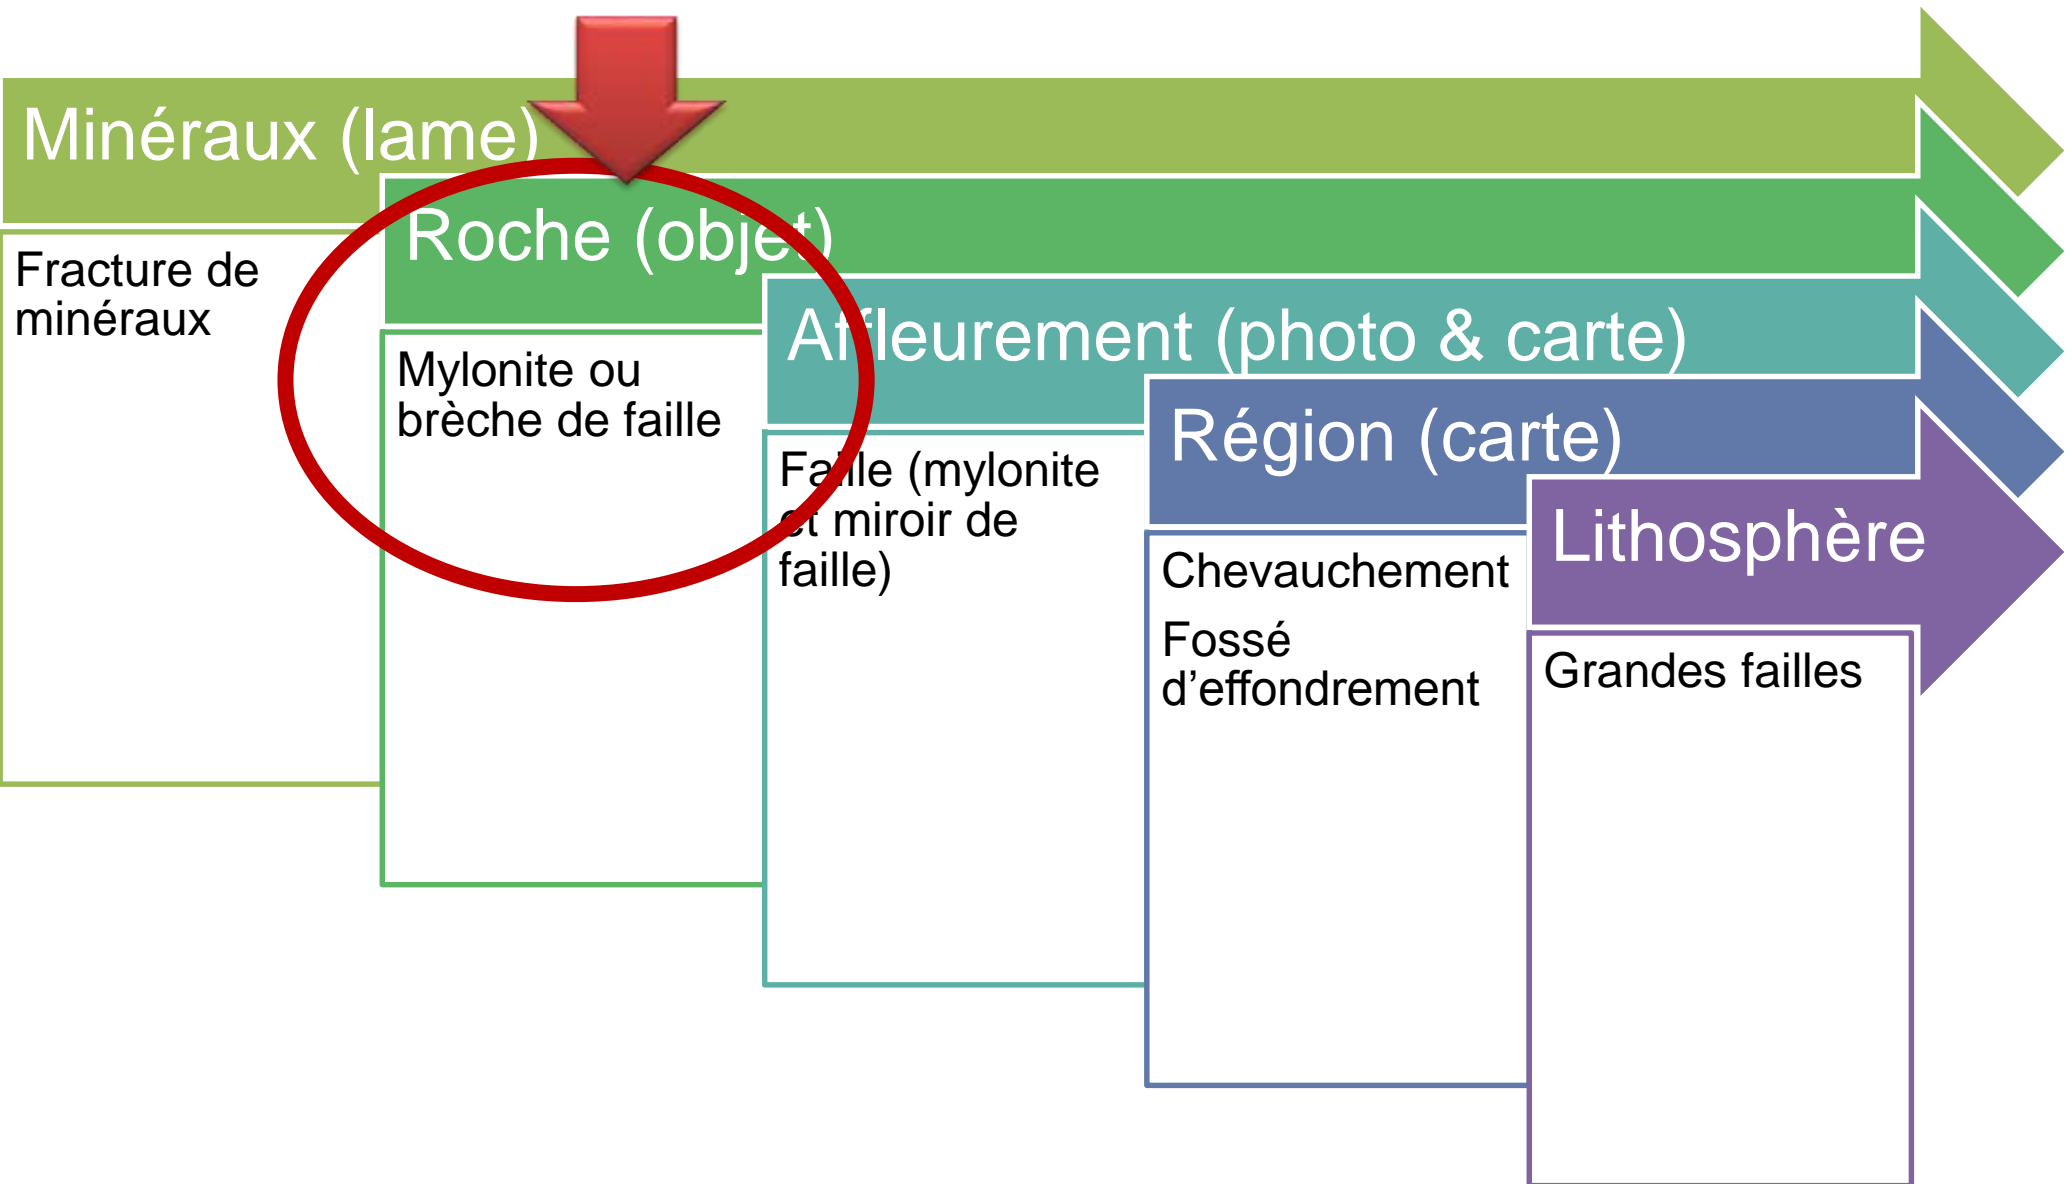 Minéraux (lame)
Fracture de
minéraux
Roche (objet)
Mylonite ou
brèche de faille
Affleurement (photo & carte)
Faille (mylonite
et miroir de
faille)
Région (carte)
Chevauchement
Fossé
d’effondrement
Lithosphère
Grandes failles